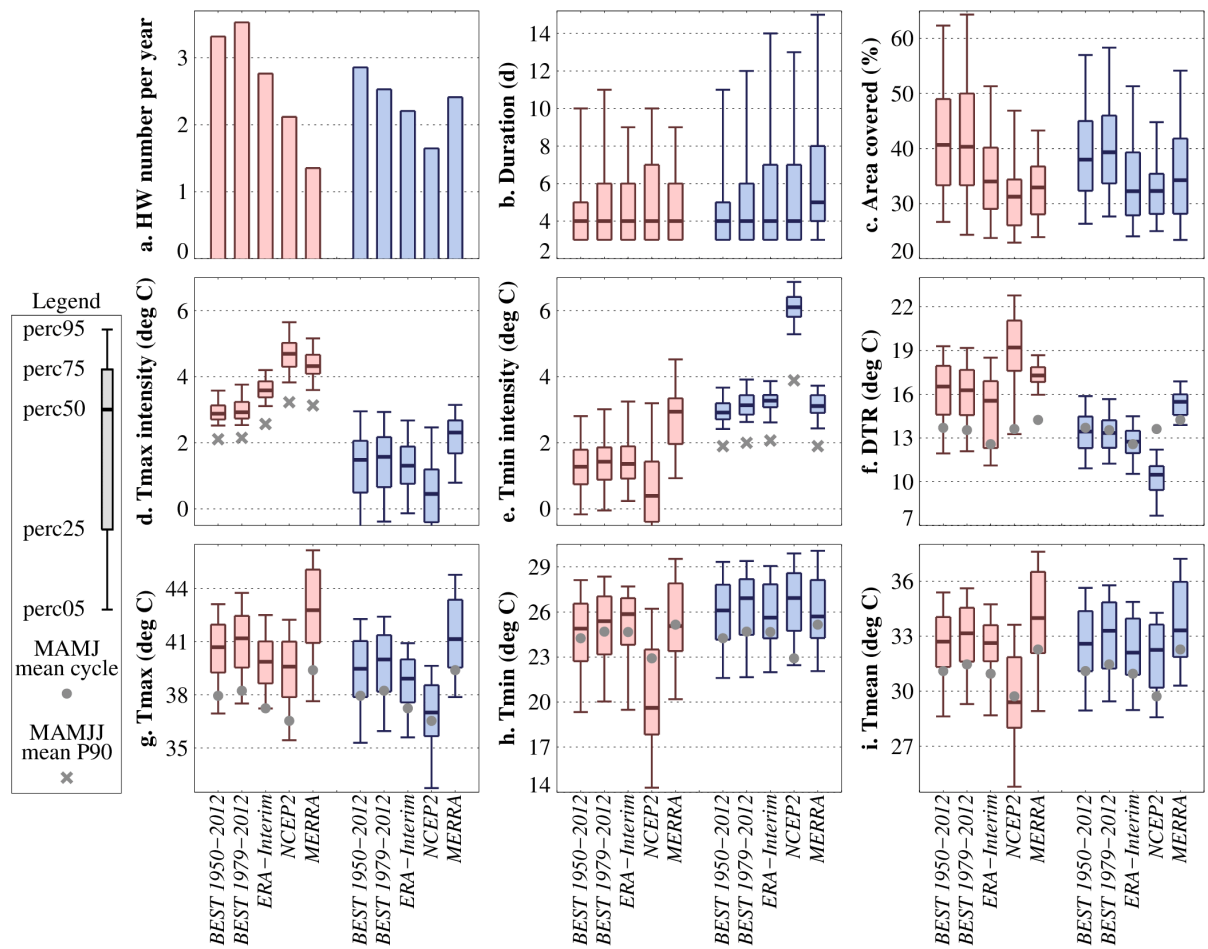 a. HW number per year
3
2
1
0
b. Duration (d)
14
12
10
8
6
4
2
c. Area covered (%)
60
50
40
30
20
Legend
perc95
perc75
perc50
perc25
perc05
MAMJ
mean cycle
MAMJJ
mean P90
d. Tmax intensity (deg C)
6
4
2
0
e. Tmin intensity (deg C)
6
4
2
0
f. DTR (deg C)
22
19
16
13
10
7
g. Tmax (deg C)
44
41
38
35
h. Tmin (deg C)
29
26
23
20
17
14
i. Tmean (deg C)
36
33
30
27
BEST 1950−2012
BEST 1979−2012
ERA−Interim
NCEP2
MERRA
BEST 1950−2012
BEST 1979−2012
ERA−Interim
NCEP2
MERRA
BEST 1950−2012
BEST 1979−2012
ERA−Interim
NCEP2
MERRA
BEST 1950−2012
BEST 1979−2012
ERA−Interim
NCEP2
MERRA
BEST 1950−2012
BEST 1979−2012
ERA−Interim
NCEP2
MERRA
BEST 1950−2012
BEST 1979−2012
ERA−Interim
NCEP2
MERRA